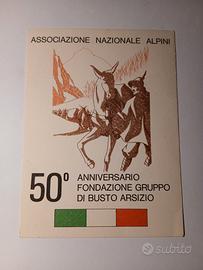 ASSOCIAZIONE NAZIONALE ALPINI
50° ANNIVERSARIO
FONDAZIONE GRUPPO
DI BUSTO ARSIZIO
subito